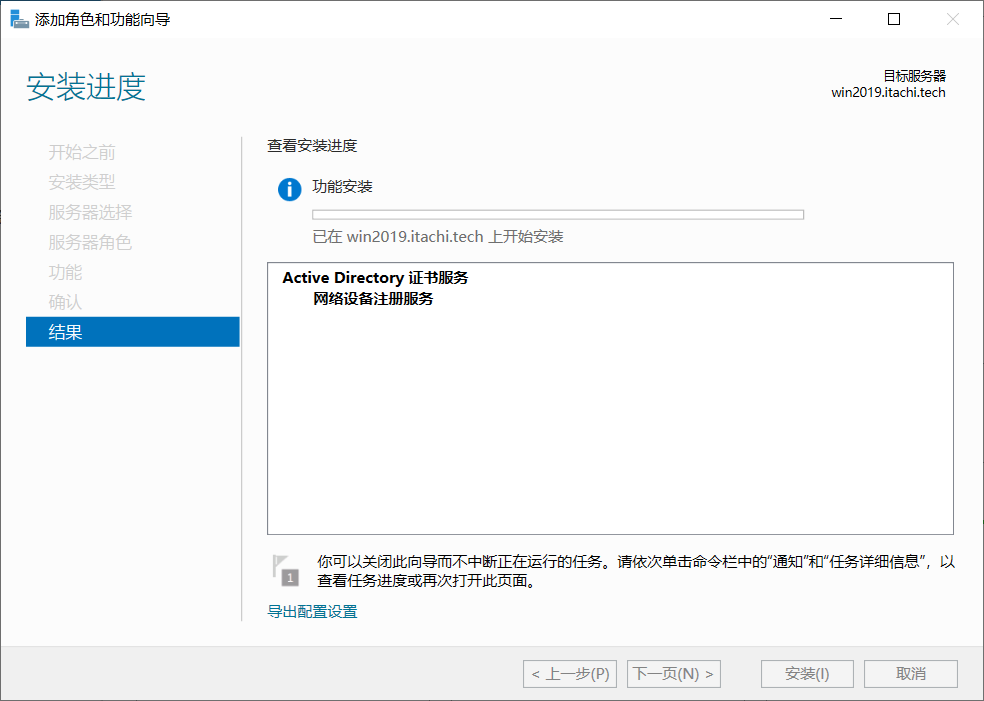 添加角色和功能向导
安装进度
目标服务器
win2019.itachi.tech
开始之前
安装类型
服务器选择
服务器角色
功能
确认
结果
查看安装进度
功能安装
已在 win2019.itachi.tech 上开始安装
Active Directory 证书服务
网络设备注册服务
1
你可以关闭此向导而不中断正在运行的任务。请依次单击命令栏中的“通知”和“任务详细信息”，以
查看任务进度或再次打开此页面。
导出配置设置
< 上一步(P)
下一页(N) >
安装(I)
取消